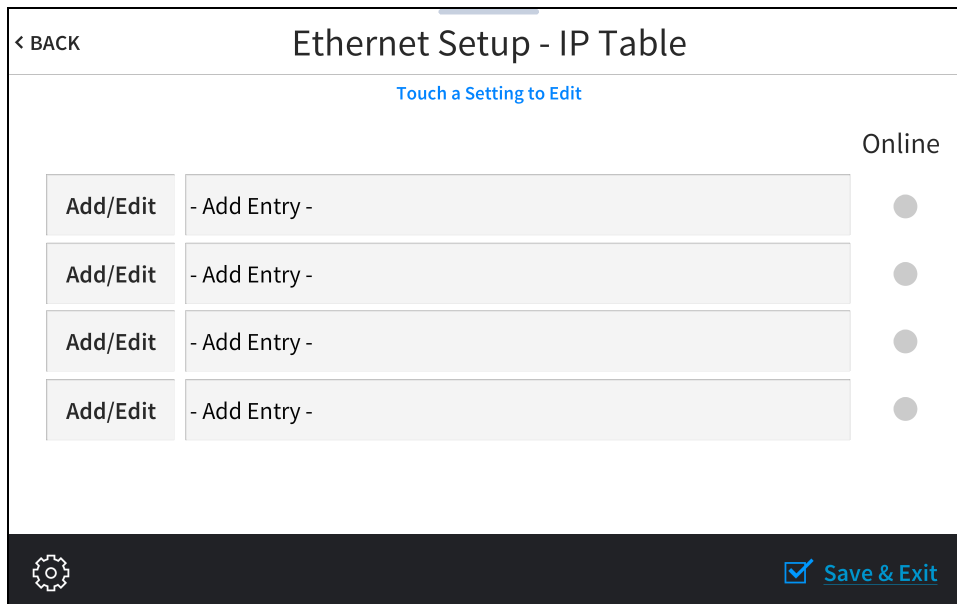 < BACK
Ethernet Setup - IP Table
Touch a Setting to Edit
Online
Add/Edit - Add Entry -
Add/Edit - Add Entry -
Add/Edit - Add Entry -
Add/Edit - Add Entry -
Save & Exit